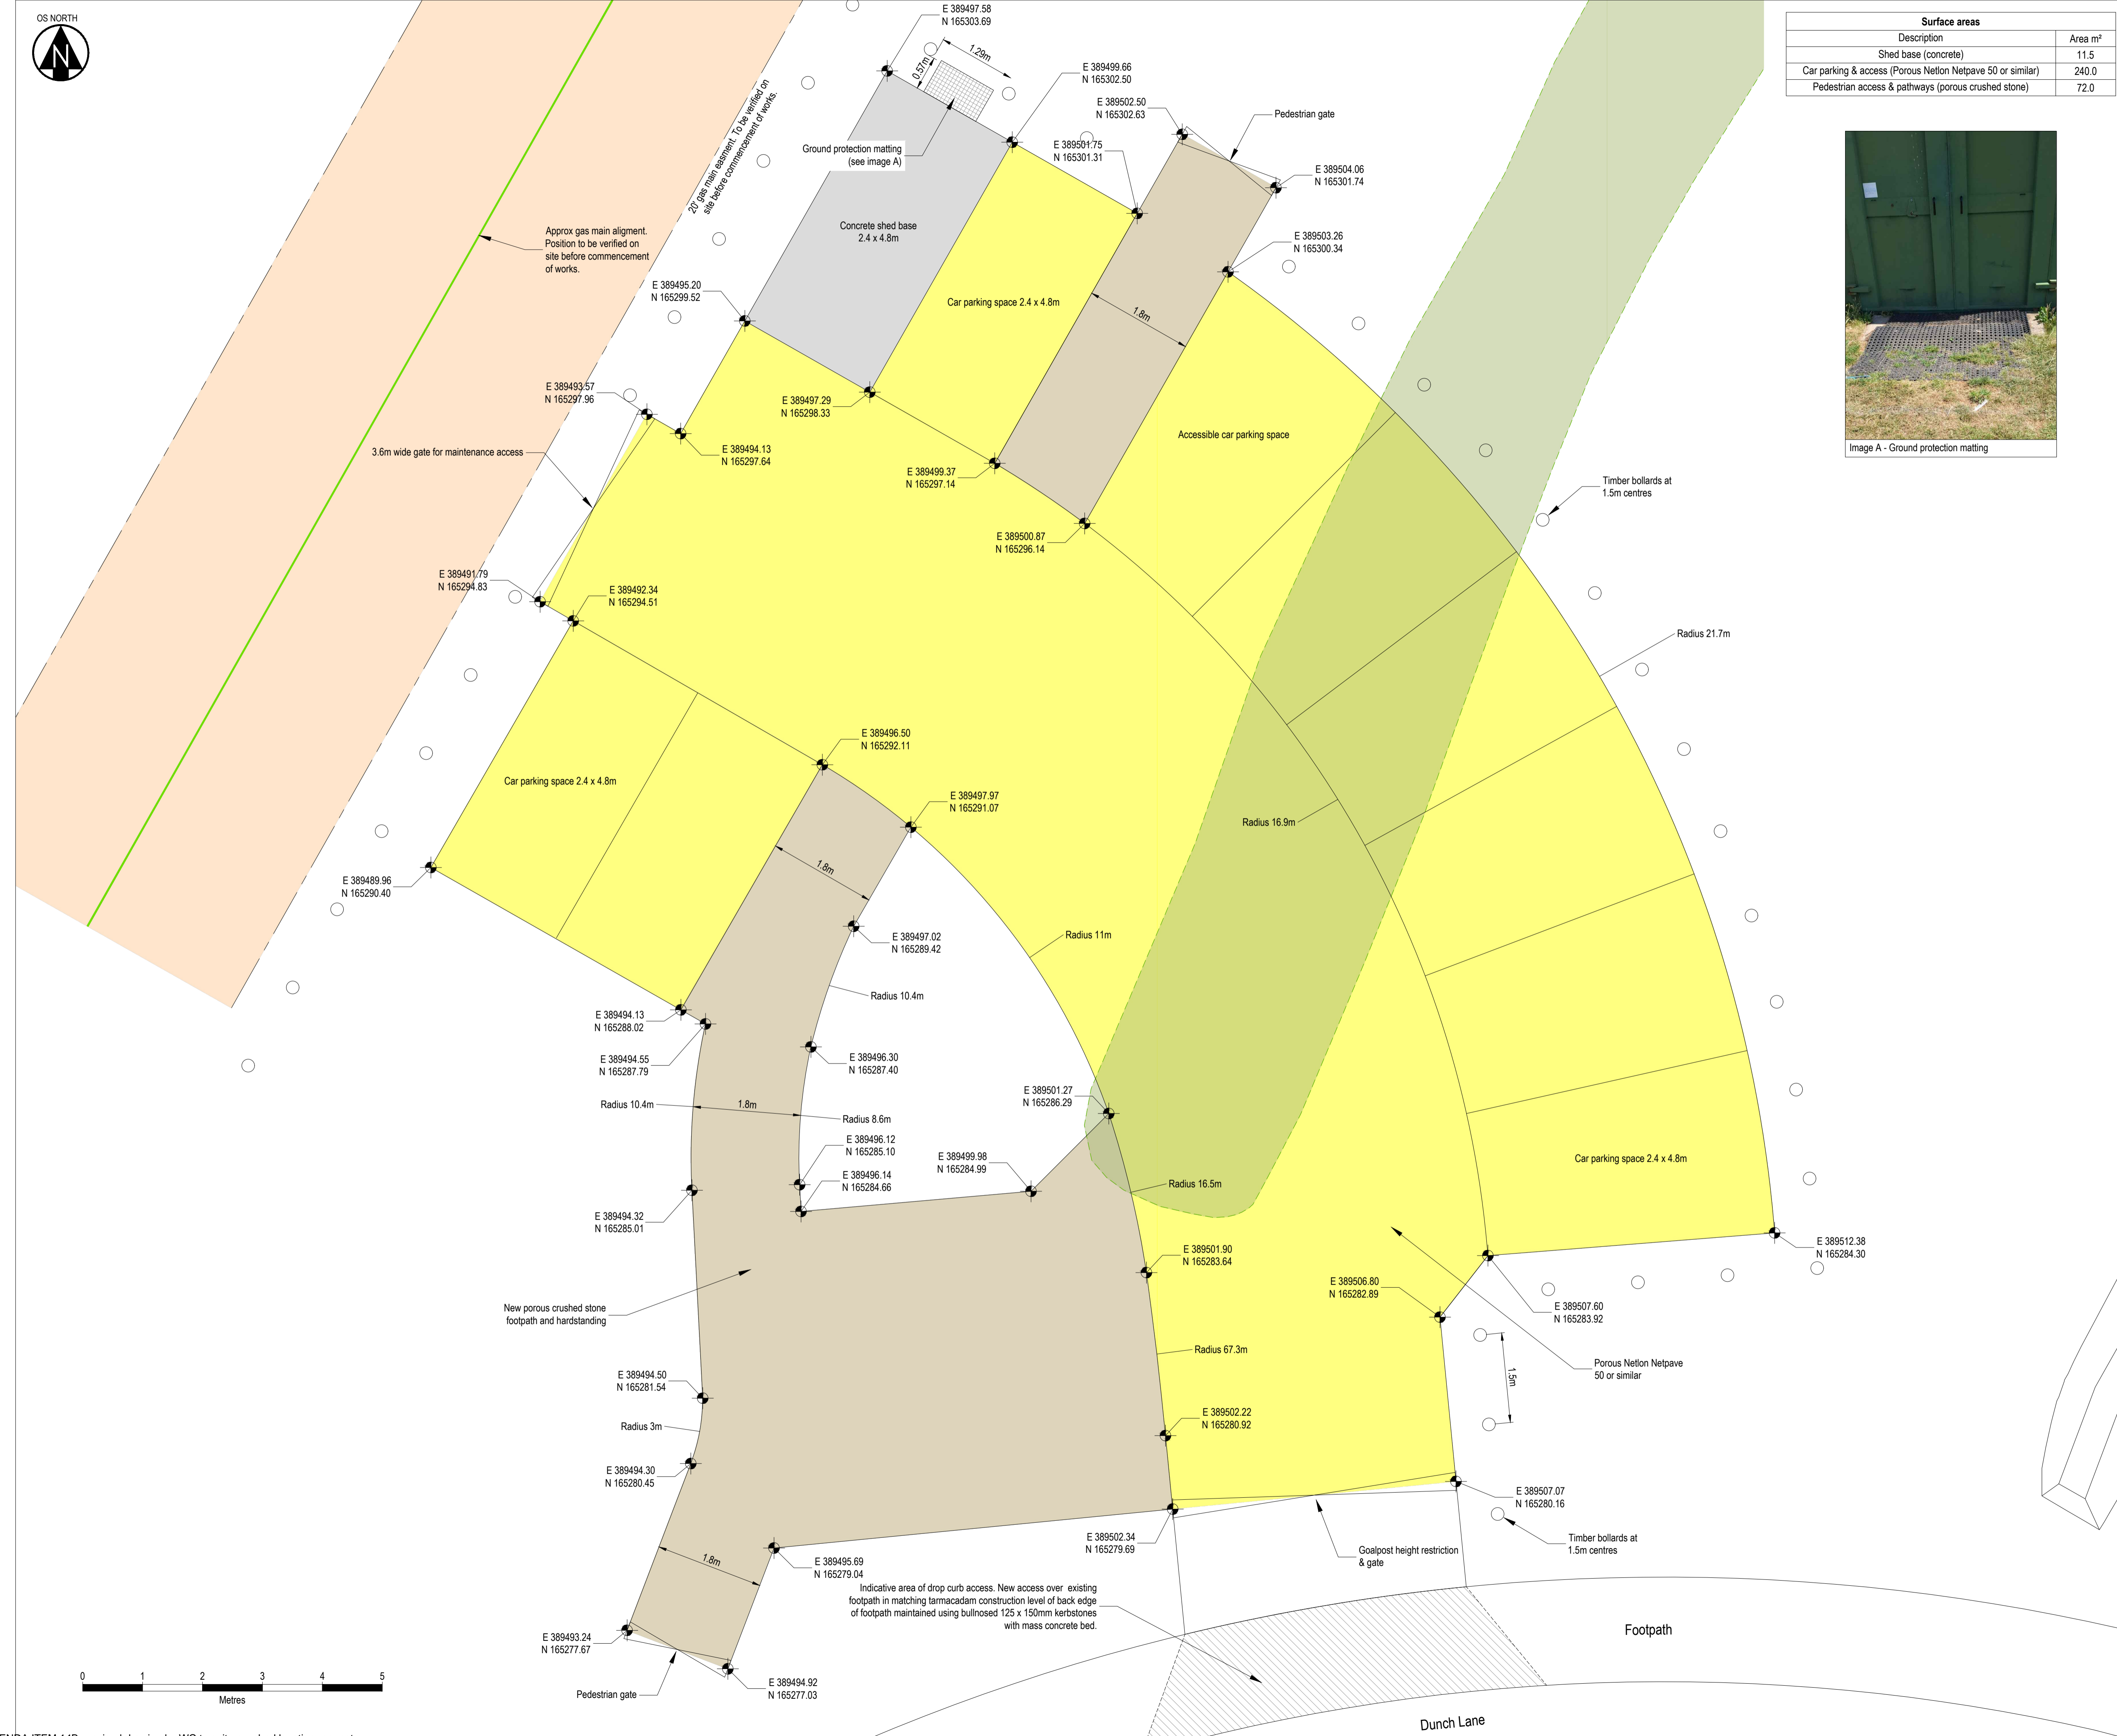 OS NORTH
N
E 389497.58
N 165303.69
1.29m
0.57m
E 389499.66
N 165302.50
E 389502.50
N 165302.63
Pedestrian gate
E 389501.75
N 165301.31
E 389504.06
N 165301.74
20' gas main easment. To be verified on
site before commencement of works.
Ground protection matting
(see image A)
Surface areas
Description
Area m²
Shed base (concrete)
11.5
Car parking & access (Porous Netlon Netpave 50 or similar)
240.0
Pedestrian access & pathways (porous crushed stone)
72.0
Approx gas main aligment.
Position to be verified on
site before commencement
of works.
Concrete shed base
2.4 x 4.8m
E 389503.26
N 165300.34
E 389495.20
N 165299.52
Car parking space 2.4 x 4.8m
1.8m
E 389493.57
N 165297.96
E 389497.29
N 165298.33
3.6m wide gate for maintenance access
E 389494.13
N 165297.64
E 389499.37
N 165297.14
Accessible car parking space
Image A - Ground protection matting
Timber bollards at
1.5m centres
E 389500.87
N 165296.14
E 389491.79
N 165294.83
E 389492.34
N 165294.51
Radius 21.7m
E 389496.50
N 165292.11
Car parking space 2.4 x 4.8m
E 389497.97
N 165291.07
Radius 16.9m
1.8m
E 389489.96
N 165290.40
E 389497.02
N 165289.42
Radius 11m
Radius 10.4m
E 389494.13
N 165288.02
E 389494.55
N 165287.79
E 389496.30
N 165287.40
E 389501.27
N 165286.29
Radius 10.4m
1.8m
Radius 8.6m
E 389496.12
N 165285.10
E 389499.98
N 165284.99
E 389496.14
N 165284.66
Radius 16.5m
Car parking space 2.4 x 4.8m
E 389494.32
N 165285.01
E 389501.90
N 165283.64
E 389512.38
N 165284.30
E 389506.80
N 165282.89
E 389507.60
N 165283.92
New porous crushed stone
footpath and hardstanding
Radius 67.3m
Porous Netlon Netpave
50 or similar
1.5m
E 389494.50
N 165281.54
Radius 3m
E 389502.22
N 165280.92
E 389494.30
N 165280.45
E 389507.07
N 165280.16
E 389502.34
N 165279.69
Timber bollards at
1.5m centres
Goalpost height restriction
& gate
1.8m
E 389495.69
N 165279.04
Indicative area of drop curb access. New access over existing
footpath in matching tarmacadam construction level of back edge
of footpath maintained using bullnosed 125 x 150mm kerbstones
with mass concrete bed.
Footpath
E 389493.24
N 165277.67
0 1 2 3 4 5
Metres
Pedestrian gate
E 389494.92
N 165277.03
Dunch Lane